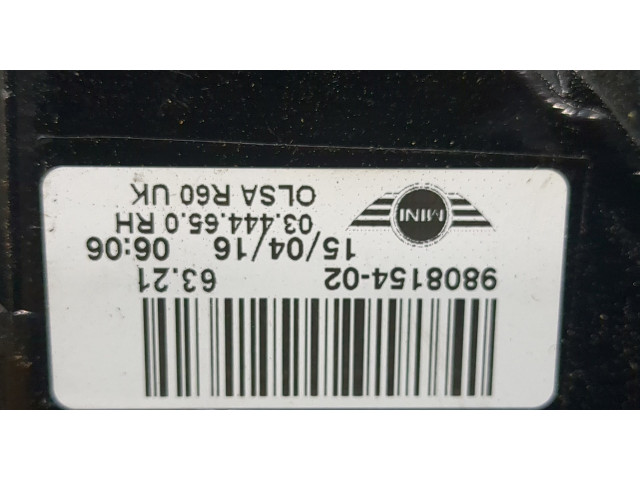 9808154-02 63.21
15/04/16 06:06
03.444.65.0 RH
OLSA R60 UK
MINI